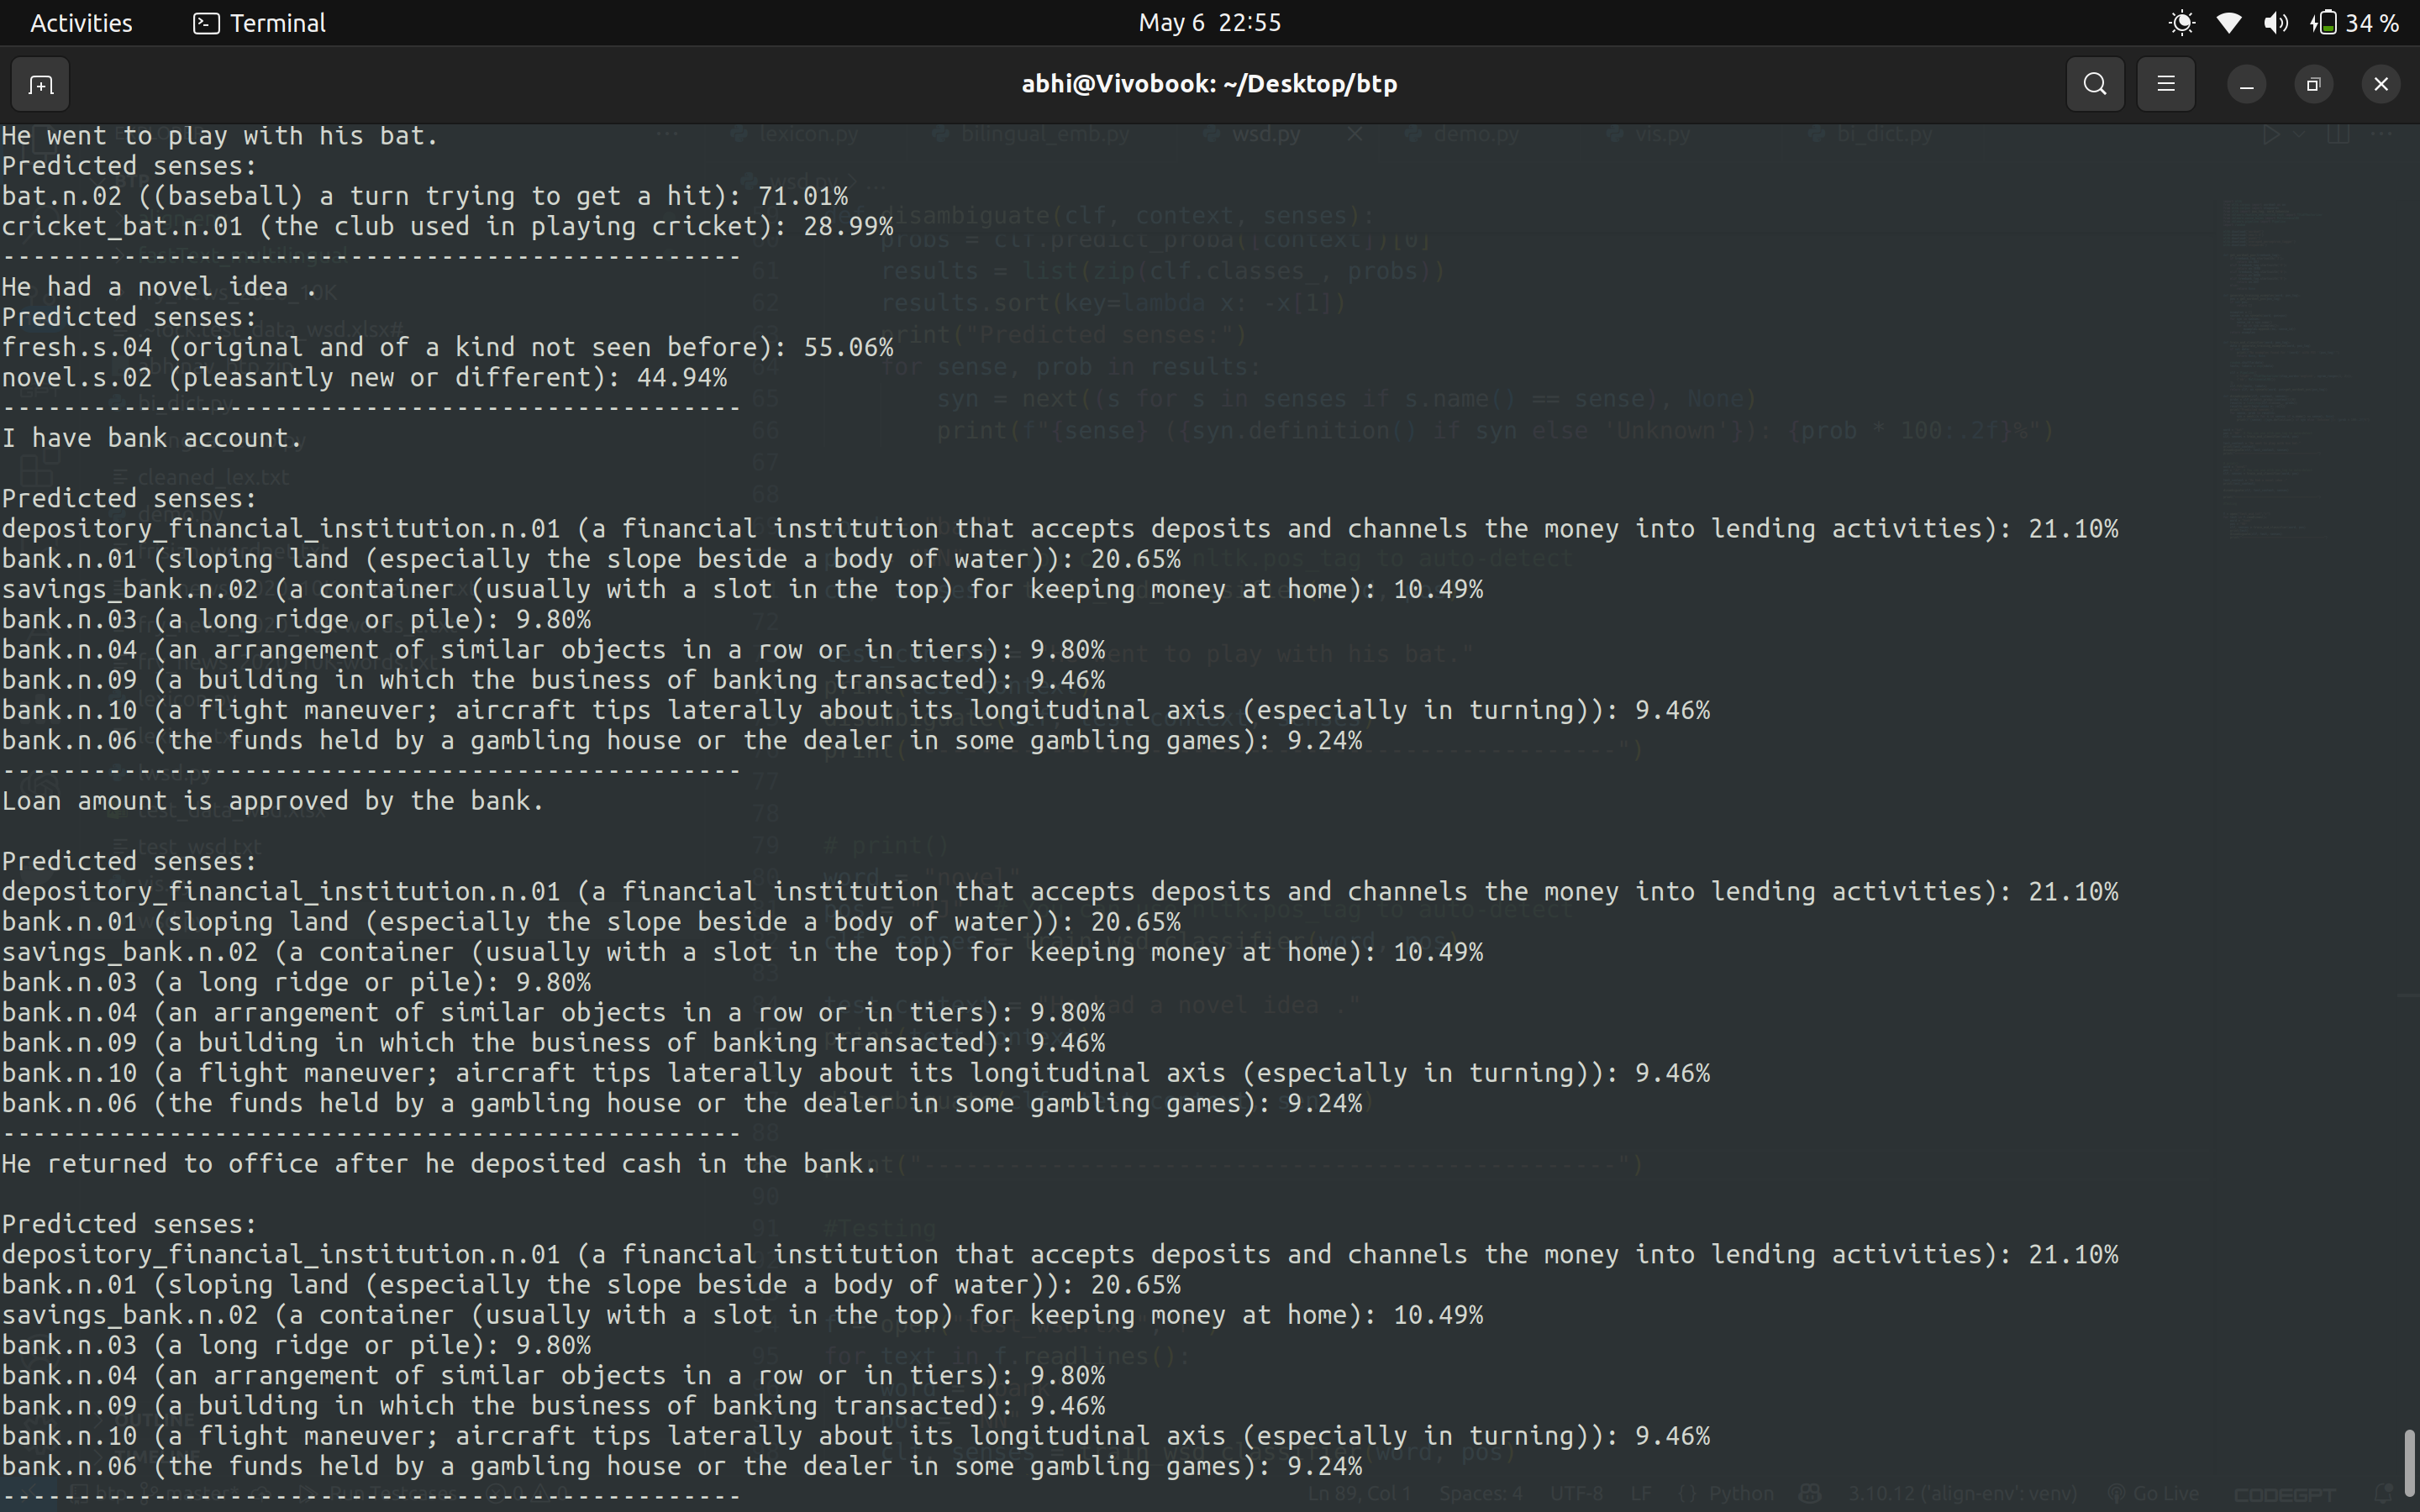 Activities Terminal May 6 22:55 34 %
abhi@Vivobook: ~/Desktop/btp
He went to play with his bat.
Predicted senses:
bat.n.02 ((baseball) a turn trying to get a hit): 71.01%
cricket_bat.n.01 (the club used in playing cricket): 28.99%
-------------------------------------------------
He had a novel idea .
Predicted senses:
fresh.s.04 (original and of a kind not seen before): 55.06%
novel.s.02 (pleasantly new or different): 44.94%
-------------------------------------------------
I have bank account.
Predicted senses:
depository_financial_institution.n.01 (a financial institution that accepts deposits and channels the money into lending activities): 21.10%
bank.n.01 (sloping land (especially the slope beside a body of water)): 20.65%
savings_bank.n.02 (a container (usually with a slot in the top) for keeping money at home): 10.49%
bank.n.03 (a long ridge or pile): 9.80%
bank.n.04 (an arrangement of similar objects in a row or in tiers): 9.80%
bank.n.09 (a building in which the business of banking transacted): 9.46%
bank.n.10 (a flight maneuver; aircraft tips laterally about its longitudinal axis (especially in turning)): 9.46%
bank.n.06 (the funds held by a gambling house or the dealer in some gambling games): 9.24%
-------------------------------------------------
Loan amount is approved by the bank.
Predicted senses:
depository_financial_institution.n.01 (a financial institution that accepts deposits and channels the money into lending activities): 21.10%
bank.n.01 (sloping land (especially the slope beside a body of water)): 20.65%
savings_bank.n.02 (a container (usually with a slot in the top) for keeping money at home): 10.49%
bank.n.03 (a long ridge or pile): 9.80%
bank.n.04 (an arrangement of similar objects in a row or in tiers): 9.80%
bank.n.09 (a building in which the business of banking transacted): 9.46%
bank.n.10 (a flight maneuver; aircraft tips laterally about its longitudinal axis (especially in turning)): 9.46%
bank.n.06 (the funds held by a gambling house or the dealer in some gambling games): 9.24%
-------------------------------------------------
He returned to office after he deposited cash in the bank.
Predicted senses:
depository_financial_institution.n.01 (a financial institution that accepts deposits and channels the money into lending activities): 21.10%
bank.n.01 (sloping land (especially the slope beside a body of water)): 20.65%
savings_bank.n.02 (a container (usually with a slot in the top) for keeping money at home): 10.49%
bank.n.03 (a long ridge or pile): 9.80%
bank.n.04 (an arrangement of similar objects in a row or in tiers): 9.80%
bank.n.09 (a building in which the business of banking transacted): 9.46%
bank.n.10 (a flight maneuver; aircraft tips laterally about its longitudinal axis (especially in turning)): 9.46%
bank.n.06 (the funds held by a gambling house or the dealer in some gambling games): 9.24%
-------------------------------------------------